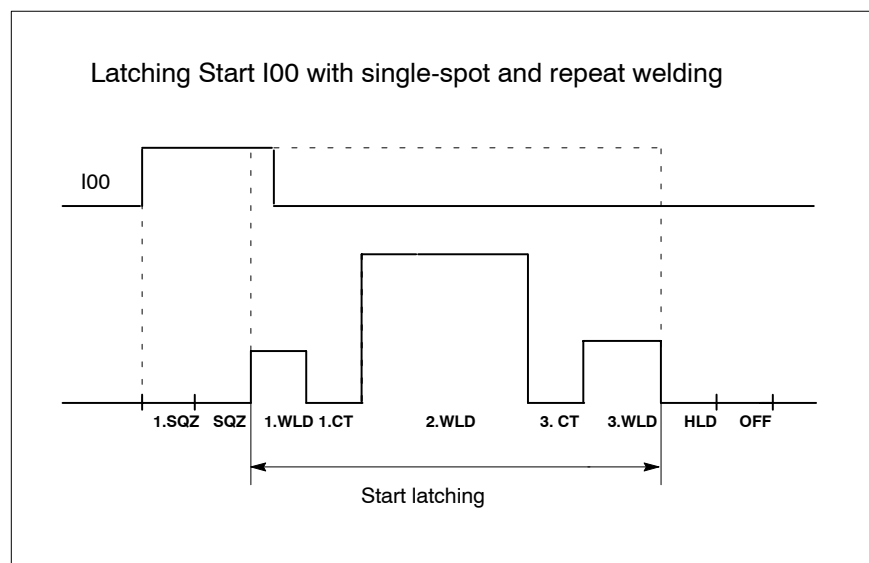 Latching Start I00 with single-spot and repeat welding
I00
1.SQZ SQZ 1.WLD 1.CT 2.WLD 3. CT 3.WLD HLD OFF
Start latching